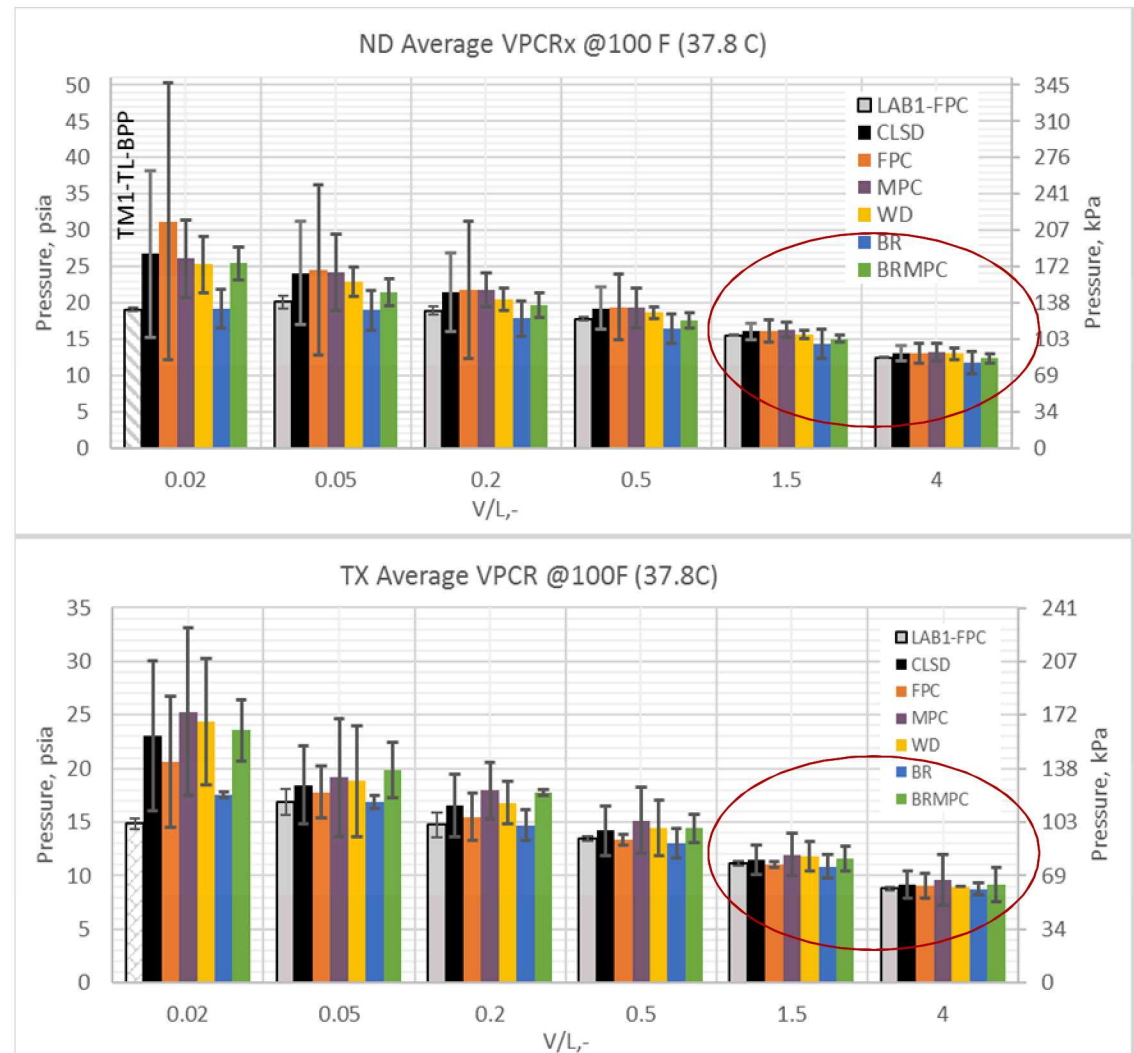 ND Average VPCRx @100 F (37.8 C)
50 345
45 310
40 276
35 241
30 207
25 172
20 138
15 103
10 69
5 34
0 0
Pressure, psia
Pressure, kPa
TM1-TL-BPP
LAB1-FPC
CLSD
FPC
MPC
WD
BR
BRMPC
0.02 0.05 0.2 0.5 1.5 4
V/L,-
TX Average VPCR @100F (37.8C)
35 241
30 207
25 172
20 138
15 103
10 69
5 34
0 0
Pressure, psia
Pressure, kPa
LAB1-FPC
CLSD
FPC
MPC
WD
BR
BRMPC
0.02 0.05 0.2 0.5 1.5 4
V/L,-